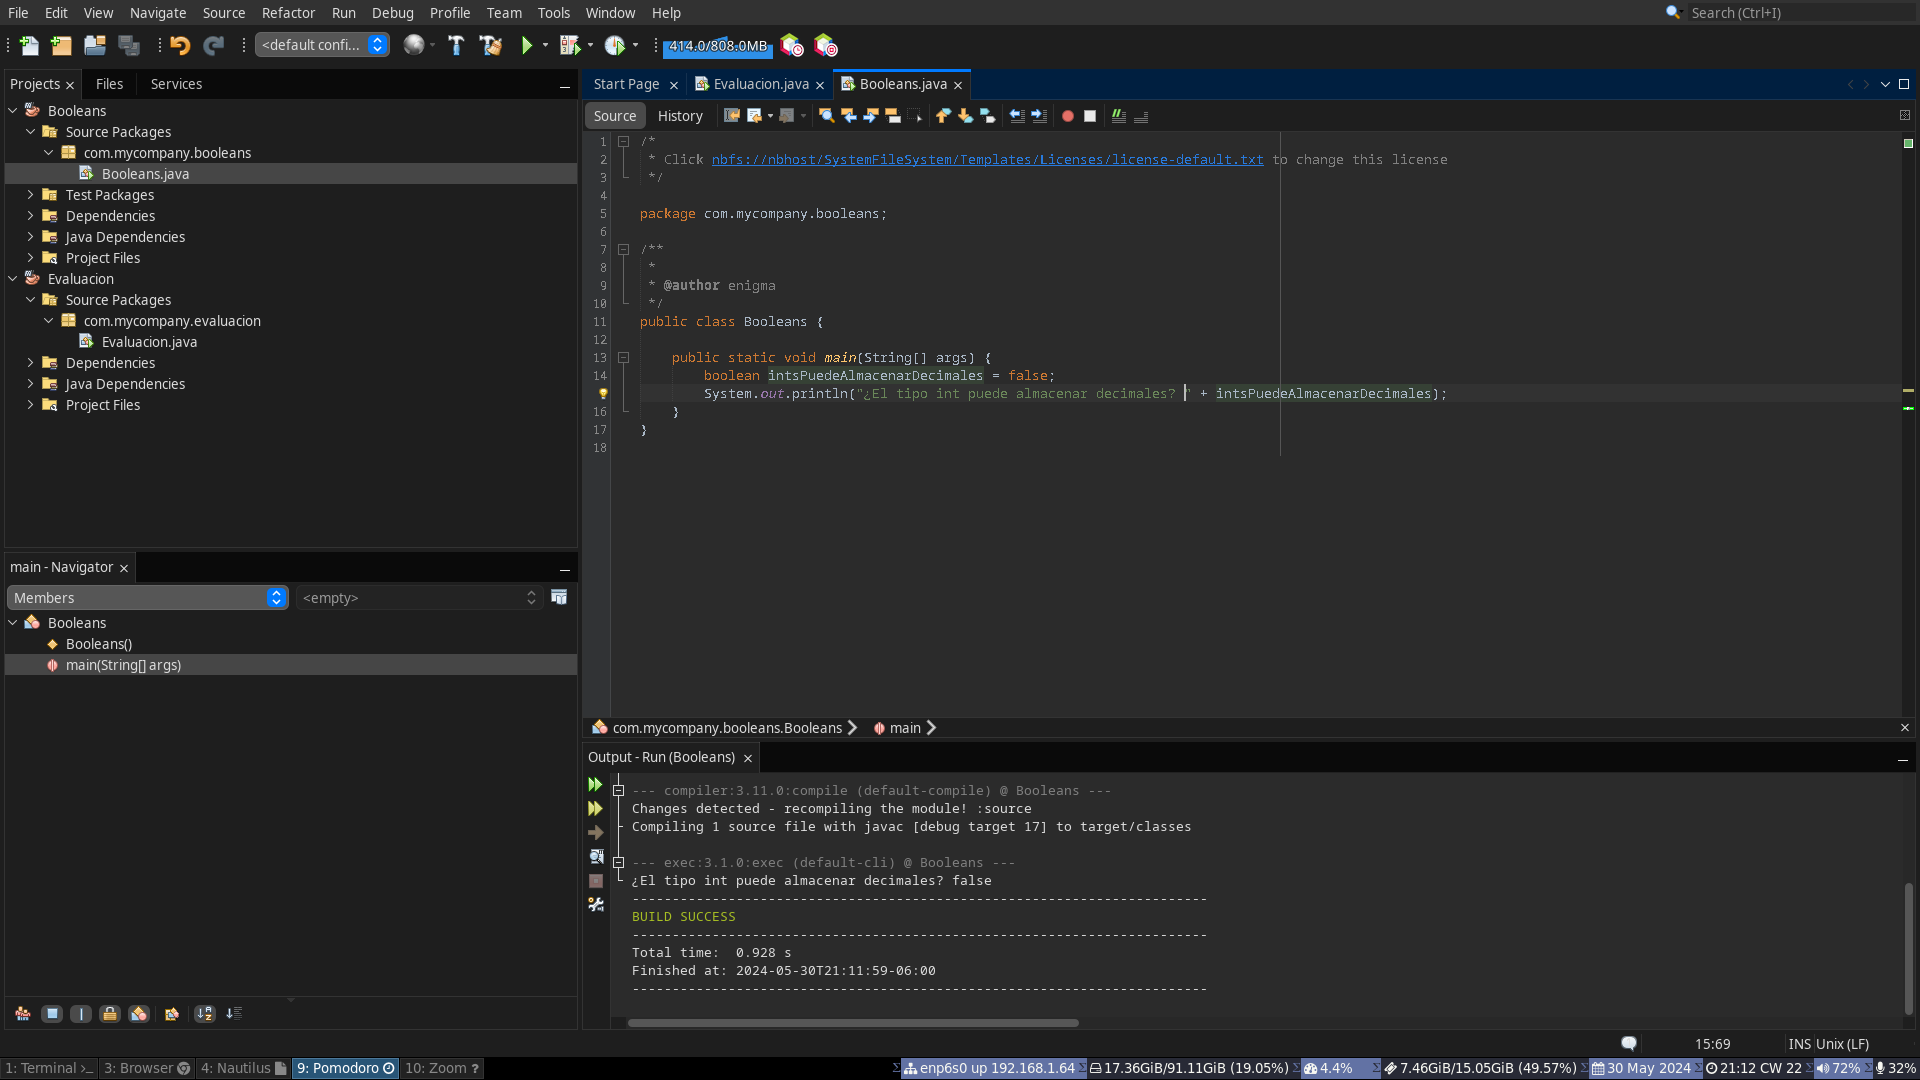 File Edit View Navigate Source Refactor Run Debug Profile Team Tools Window Help Search (Ctrl+I)
<default confi... 414.0/808.0MB
Projects Files Services
Start Page Evaluacion.java Booleans.java
Source History
Booleans
Source Packages
com.mycompany.booleans
Booleans.java
Test Packages
Dependencies
Java Dependencies
Project Files
Evaluacion
Source Packages
com.mycompany.evaluacion
Evaluacion.java
Dependencies
Java Dependencies
Project Files
main - Navigator
Members <empty>
Booleans
Booleans()
main(String[] args)
1 /*
2 * Click nbfs://nbhost/SystemFileSystem/Templates/Licenses/license-default.txt to change this license
3 */
4
5 package com.mycompany.booleans;
6
7 /**
8 *
9 * @author enigma
10 */
11 public class Booleans {
12
13 public static void main(String[] args) {
14 boolean intsPuedeAlmacenarDecimales = false;
System.out.println("¿El tipo int puede almacenar decimales? " + intsPuedeAlmacenarDecimales);
16 }
17 }
18
com.mycompany.booleans.Booleans main
Output - Run (Booleans)
--- compiler:3.11.0:compile (default-compile) @ Booleans ---
Changes detected - recompiling the module! :source
Compiling 1 source file with javac [debug target 17] to target/classes
--- exec:3.1.0:exec (default-cli) @ Booleans ---
¿El tipo int puede almacenar decimales? false
------------------------------------------------------------------------
BUILD SUCCESS
------------------------------------------------------------------------
Total time:  0.928 s
Finished at: 2024-05-30T21:11:59-06:00
------------------------------------------------------------------------
15:69 INS Unix (LF)
1: Terminal 3: Browser 4: Nautilus 9: Pomodoro 10: Zoom ? enp6s0 up 192.168.1.64 17.36GiB/91.11GiB (19.05%) 4.4% 7.46GiB/15.05GiB (49.57%) 30 May 2024 21:12 CW 22 72% 32%